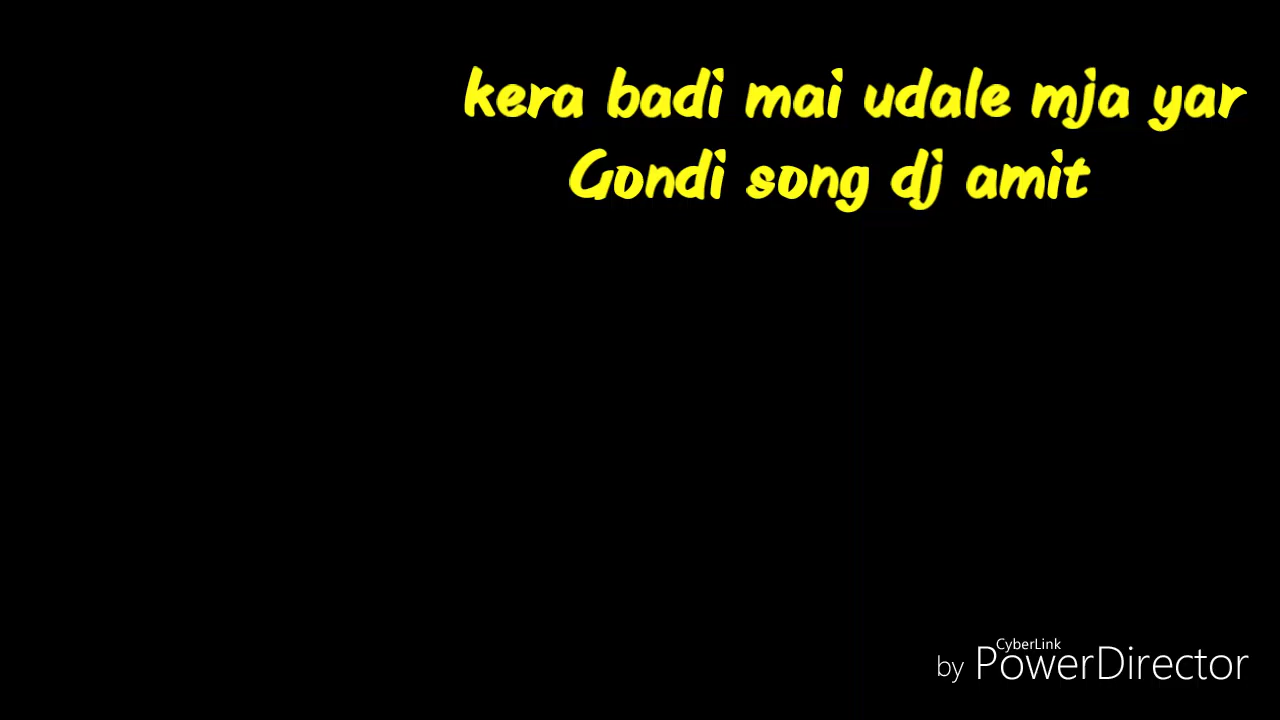 kera badi mai udale mja yar
Gondi song dj amit
CyberLink
by PowerDirector